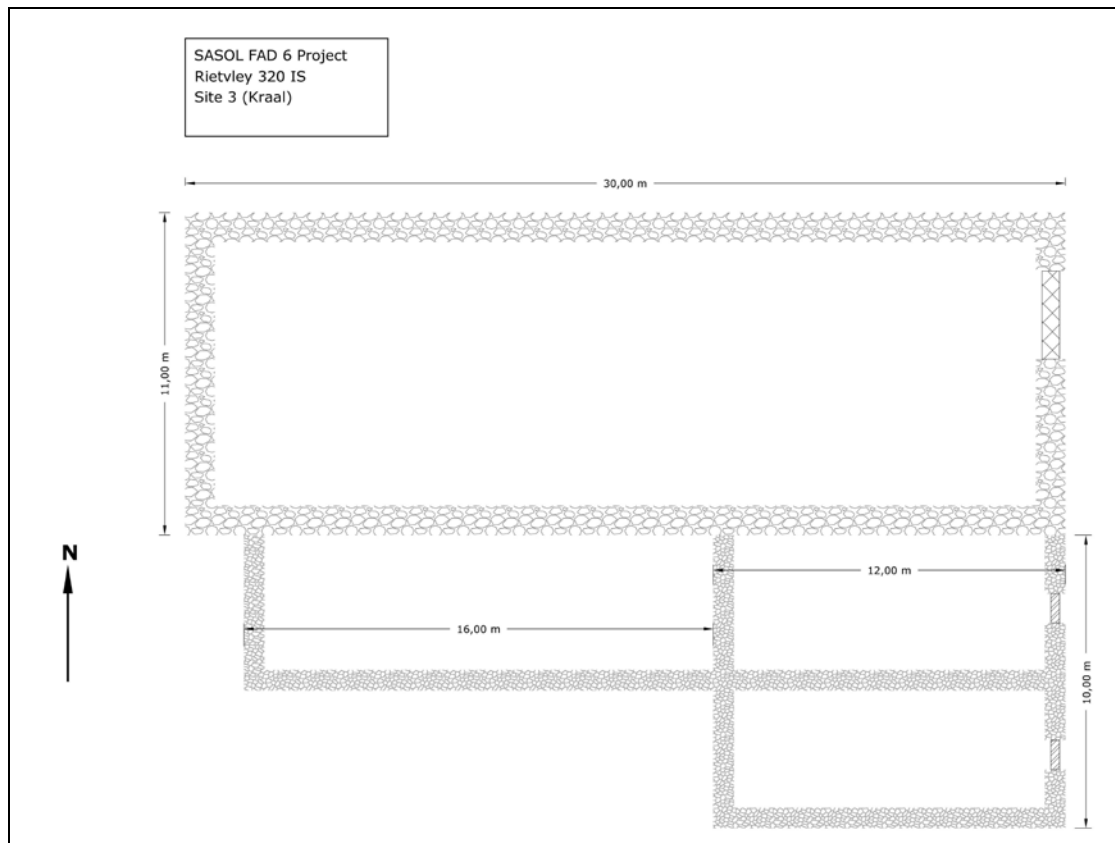 SASOL FAD 6 Project
Rietvley 320 IS
Site 3 (Kraal)
30,00 m
11,00 m
N
12,00 m
16,00 m
10,00 m